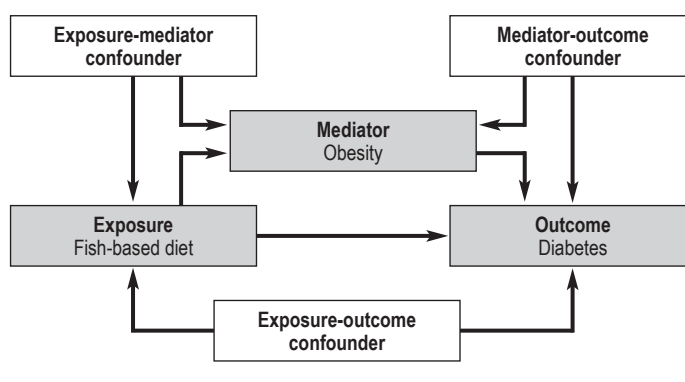 Exposure-mediator
confounder
Mediator-outcome
confounder
Mediator
Obesity
Exposure
Fish-based diet
Outcome
Diabetes
Exposure-outcome
confounder